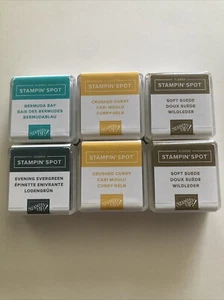 STAMPIN' SPOT
BERMUDA BAY
BAIE DES BERMUDES
BERMUDABLAU
STAMPIN' SPOT
CRUSHED CURRY
CARI MOULU
CURRY-GELB
STAMPIN' SPOT
SOFT SUEDE
DOUX SUÈDE
WILDLEDER
STAMPIN' SPOT
EVENING EVERGREEN
ÉPINETTE ENIVRANTE
LODENGRÜN
STAMPIN' SPOT
CRUSHED CURRY
CARI MOULU
CURRY-GELB
STAMPIN' SPOT
SOFT SUEDE
DOUX SUÈDE
WILDLEDER